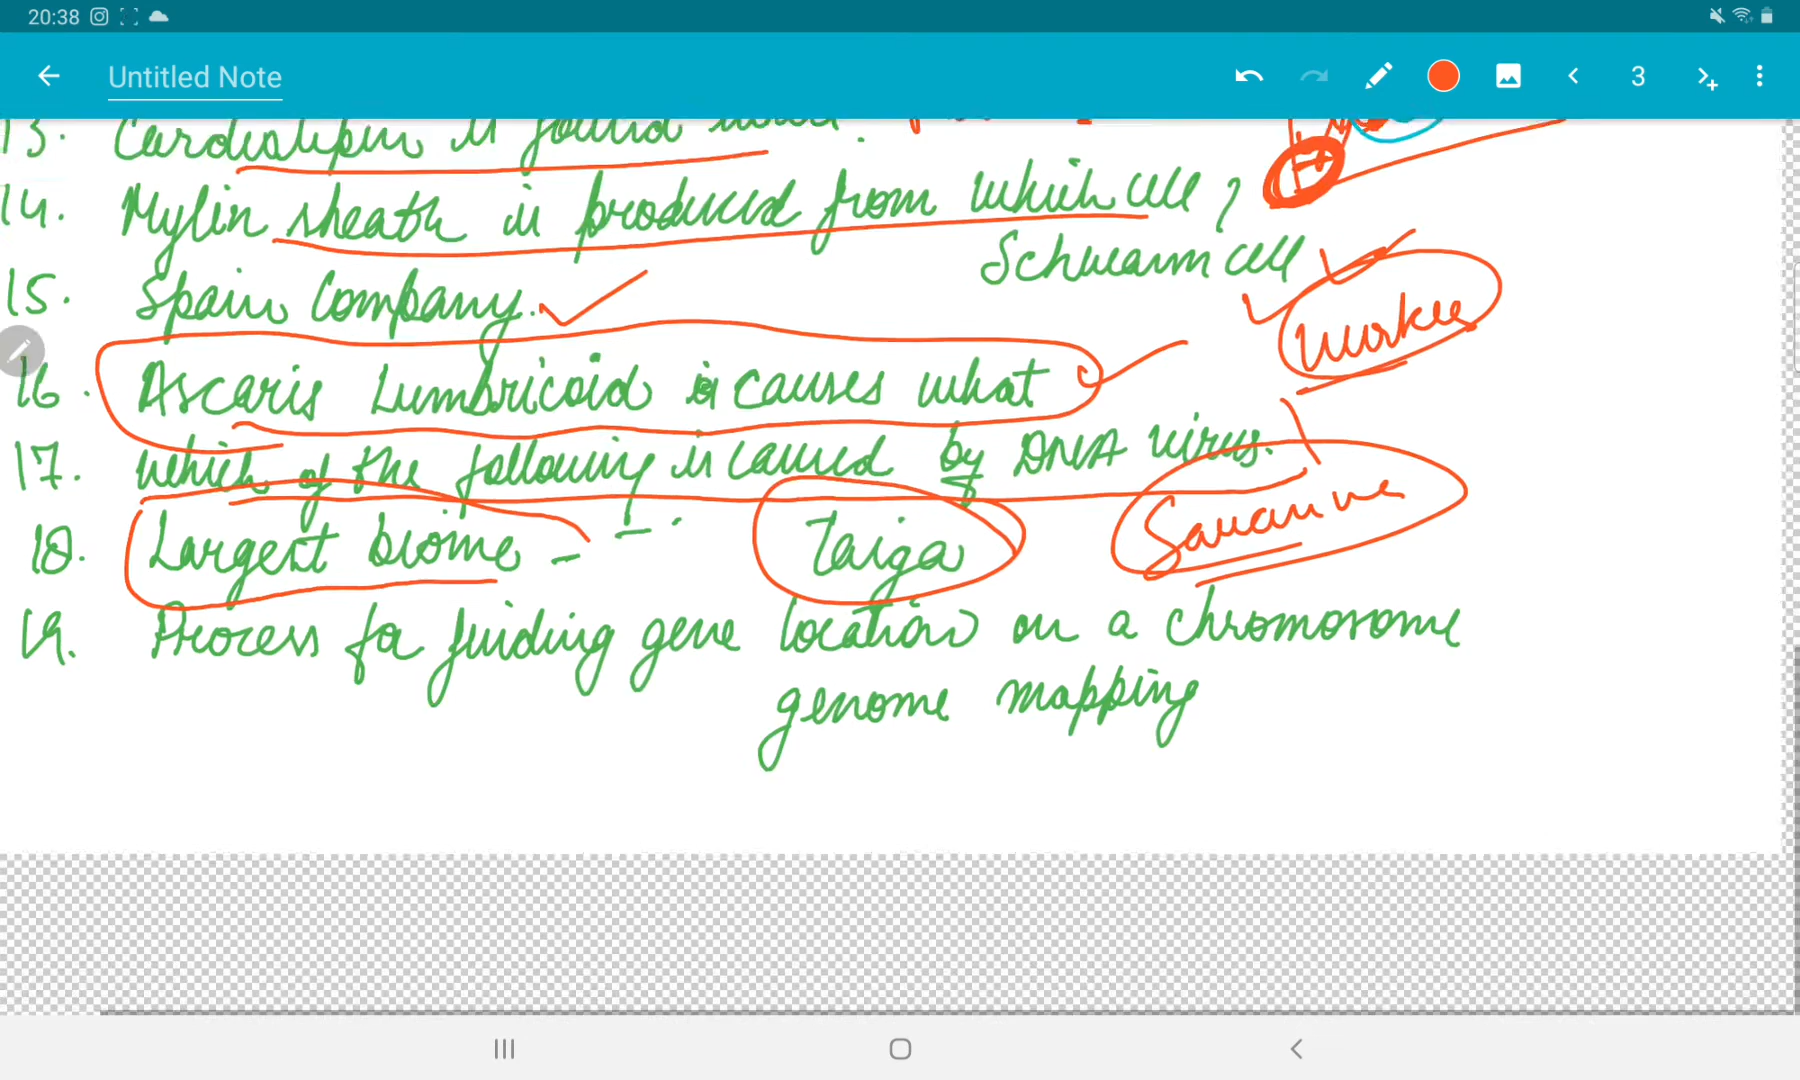 20:38
Untitled Note
3
13. Cardiolipin is found
14. Mylin sheath is produced from which cell ?
Schwann cell
15. Spain Company.
worker
16. Ascaris Lumbricoid is causes what
17. Which of the following is caused by DNA virus.
18. Largest biome - - Taiga
19. Process for finding gene location on a chromosome
genome mapping